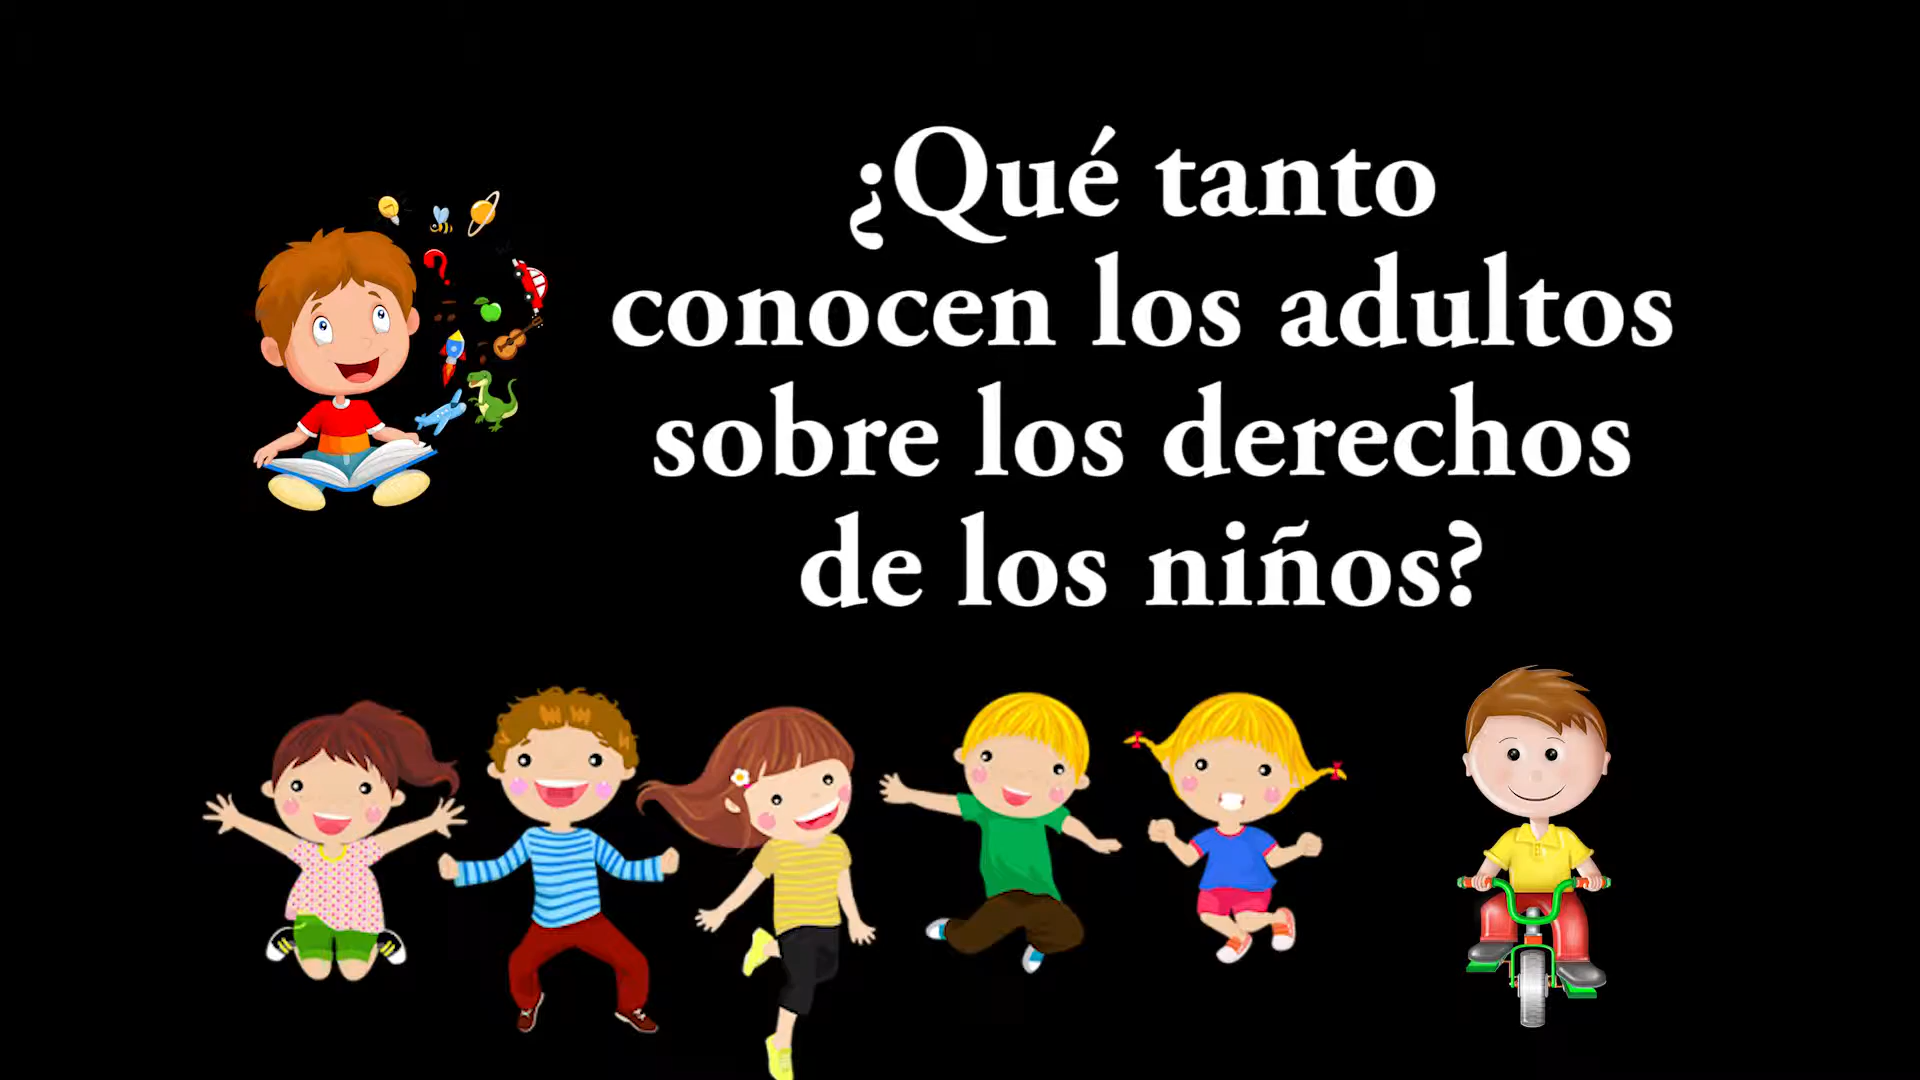 ¿Qué tanto
conocen los adultos
sobre los derechos
de los niños?